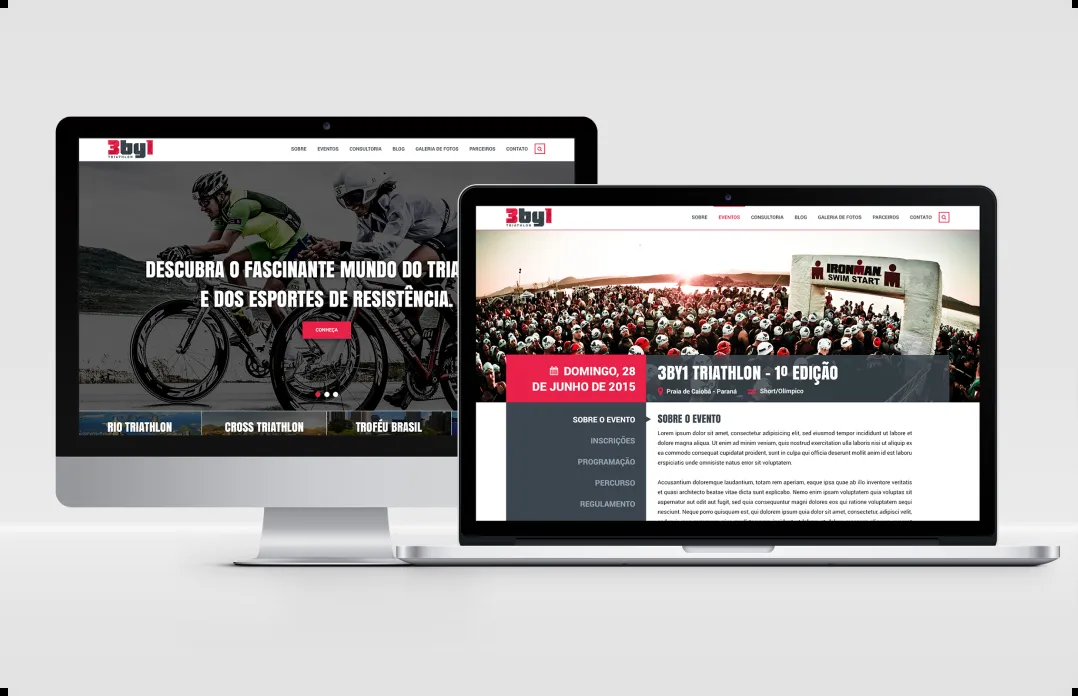 3by1
TRIATHLON
SOBRE EVENTOS CONSULTORIA BLOG GALERIA DE FOTOS PARCEIROS CONTATO
DESCUBRA O FASCINANTE MUNDO DO TRIA
E DOS ESPORTES DE RESISTÊNCIA.
CONHEÇA
RIO TRIATHLON CROSS TRIATHLON TROFÉU BRASIL
3by1
TRIATHLON
SOBRE EVENTOS CONSULTORIA BLOG GALERIA DE FOTOS PARCEIROS CONTATO
IRONMAN
SWIM START
DOMINGO, 28
DE JUNHO DE 2015
3BY1 TRIATHLON - 1º EDIÇÃO
Praia de Caiobá - Paraná Short/Olímpico
SOBRE O EVENTO
INSCRIÇÕES
PROGRAMAÇÃO
PERCURSO
REGULAMENTO
SOBRE O EVENTO
Lorem ipsum dolor sit amet, consectetur adipisicing elit, sed eiusmod tempor incididunt ut labore et
dolore magna aliqua. Ut enim ad minim veniam, quis nostrud exercitation ulla laboris nisi ut aliquip ex
ea commodo consequat cupidatat proident, sunt in culpa qui officia deserunt mollit anim id est laboru
erspiciatis unde omnisiste natus error sit voluptatem.
Accusantium doloremque laudantium, totam rem aperiam, eaque ipsa quae ab illo inventore veritatis
et quasi architecto beatae vitae dicta sunt explicabo. Nemo enim ipsam voluptatem quia voluptas sit
aspernatur aut odit aut fugit, sed quia consequuntur magni dolores eos qui ratione voluptatem sequi
nesciunt. Neque porro quisquam est, qui dolorem ipsum quia dolor sit amet, consectetur, adipisci velit,